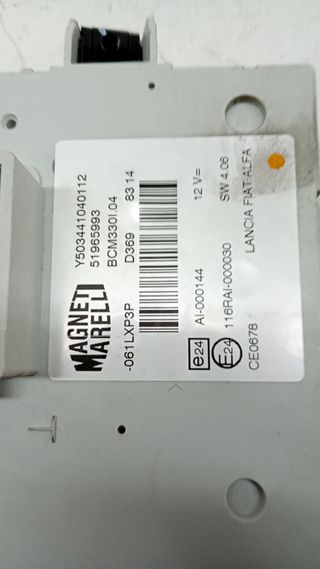 MAGNETI
MARELLI
Y503441040112
51965993
BCM330I.04
D369 83 14
-061LXP3P
e24 AI-000144 12 V=
E24 116RAI-000030 SW 4.06
CE0678 LANCIA FIAT ALFA